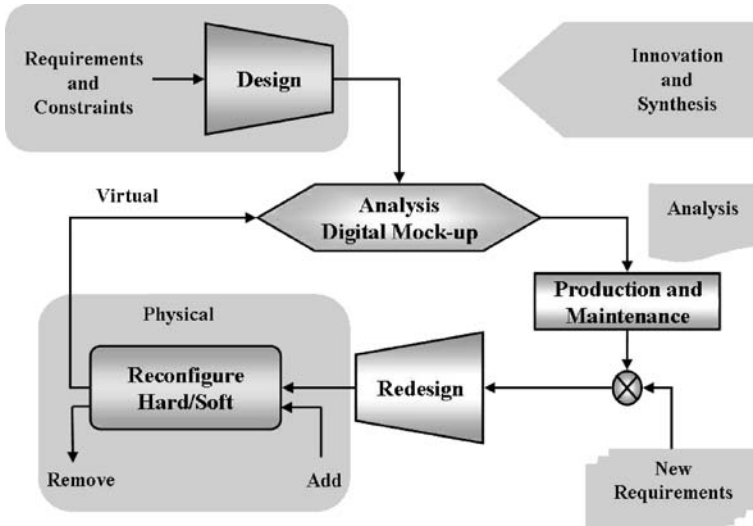 Requirements
and
Constraints
Design
Innovation
and
Synthesis
Virtual
Analysis
Digital Mock-up
Analysis
Production and
Maintenance
Physical
Reconfigure
Hard/Soft
Redesign
Remove
Add
New
Requirements